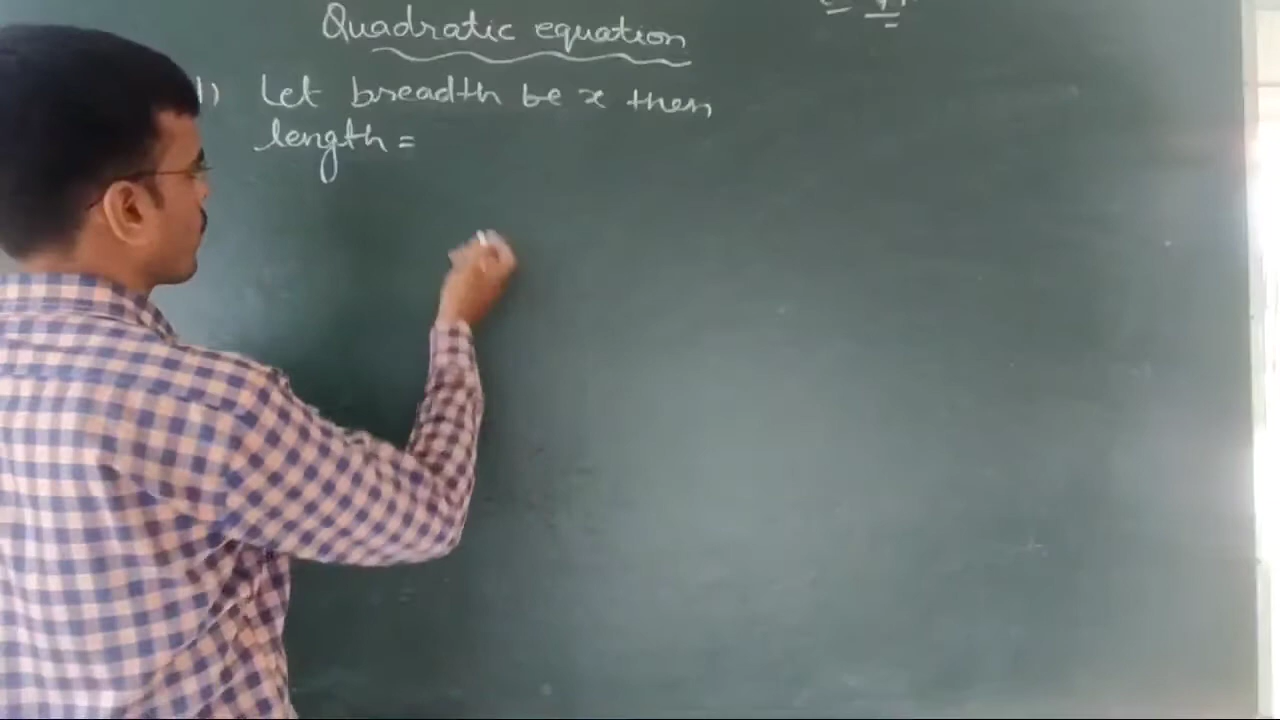 Quadratic equation
1) Let breadth be x then
length =